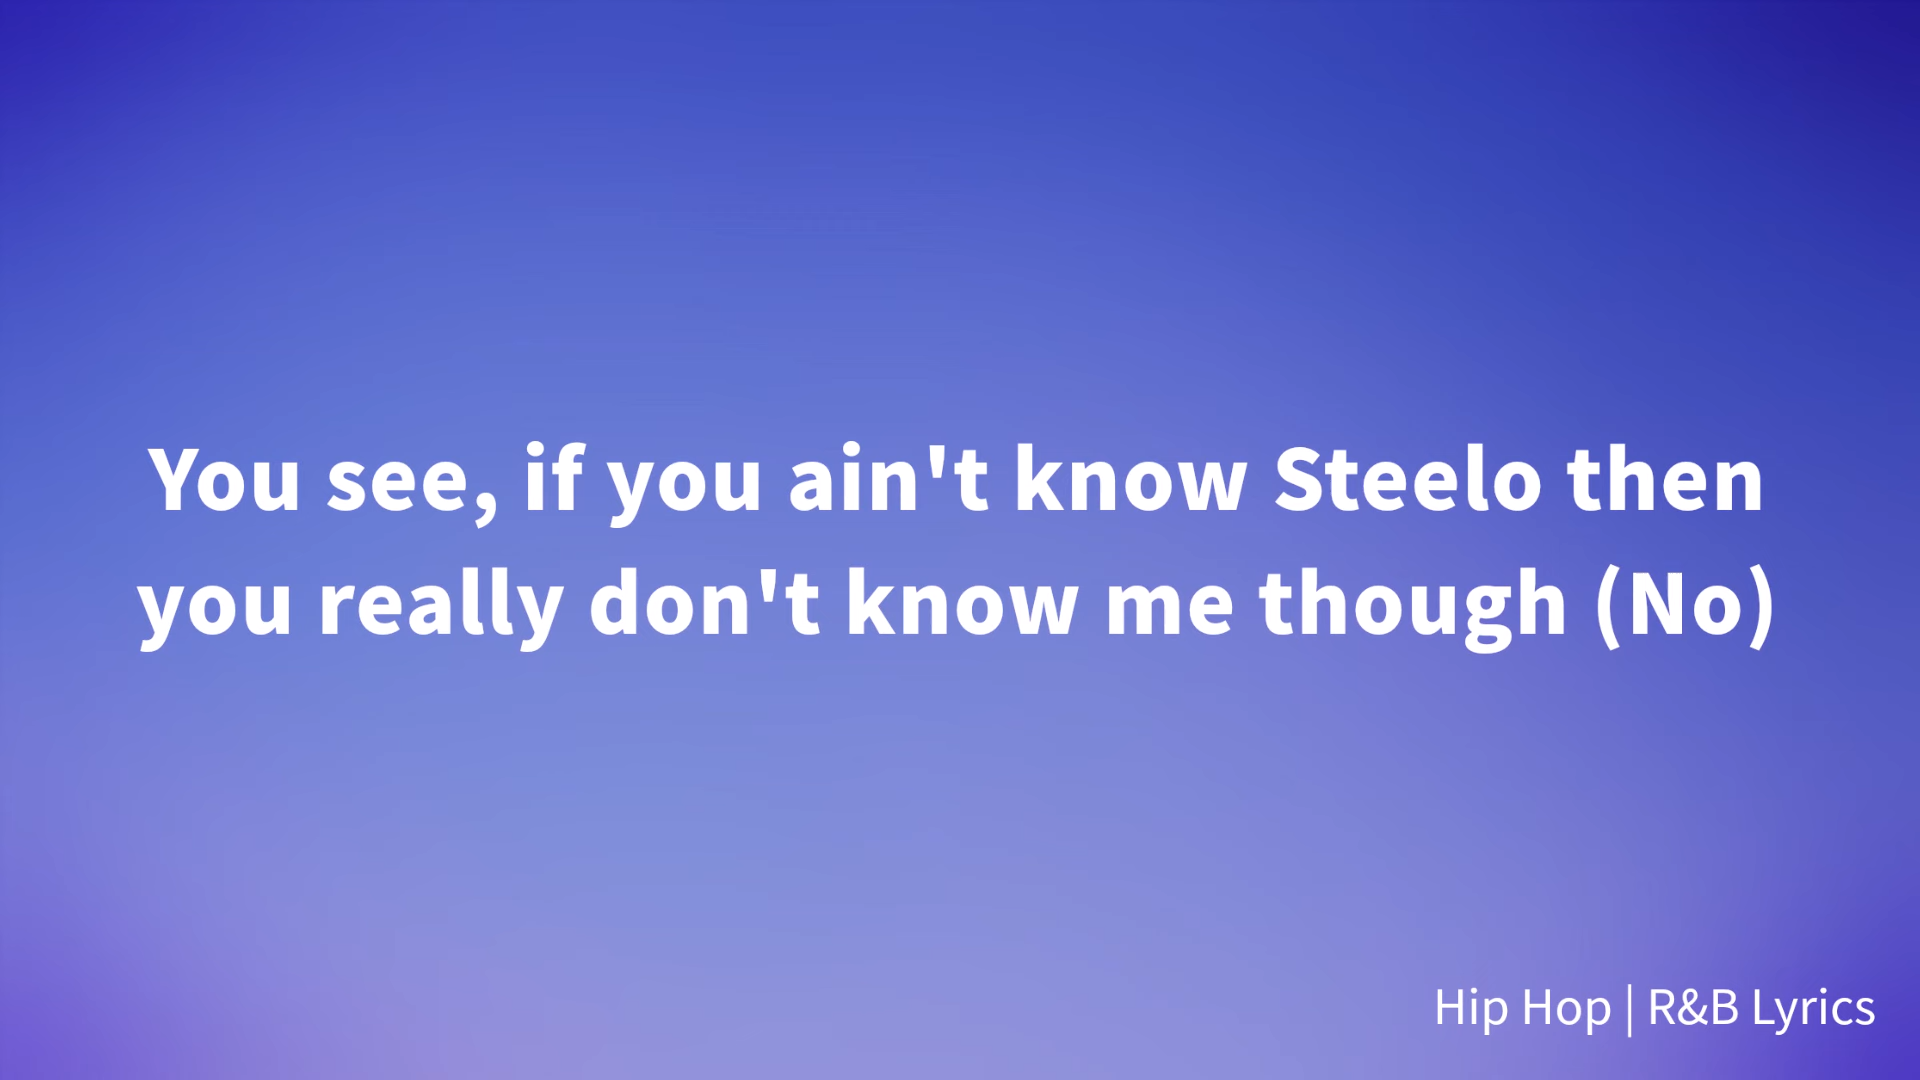 You see, if you ain't know Steelo then
you really don't know me though (No)
Hip Hop | R&B Lyrics